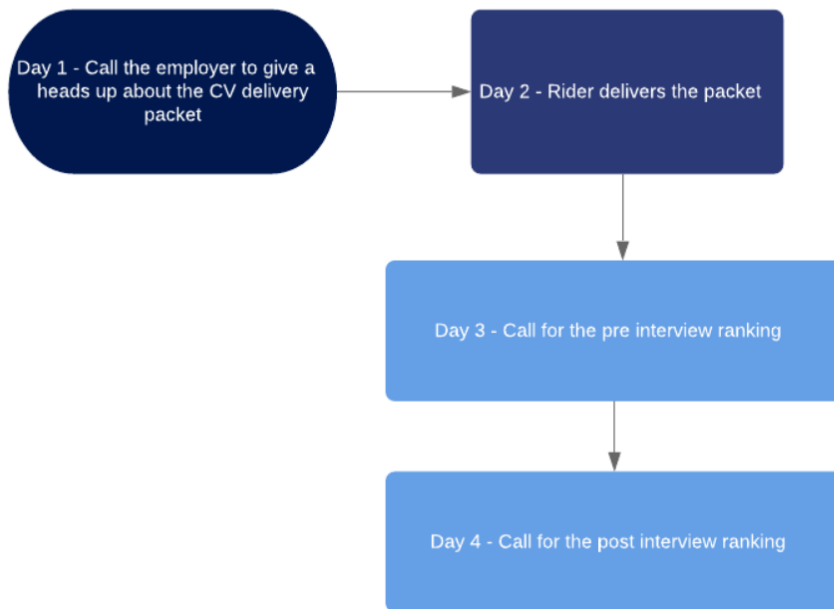 Day 1 - Call the employer to give a
heads up about the CV delivery
packet
Day 2 - Rider delivers the packet
Day 3 - Call for the pre interview ranking
Day 4 - Call for the post interview ranking